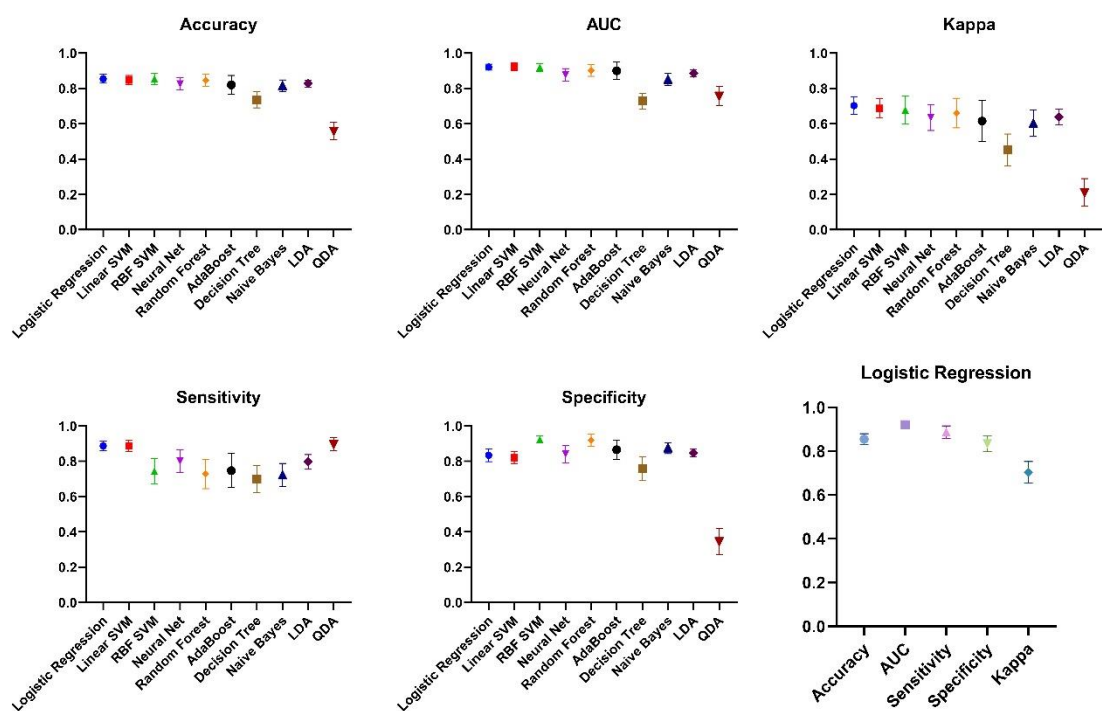 Accuracy
1.0
0.8
0.6
0.4
0.2
0.0
Logistic Regression
Linear SVM
RBF SVM
Neural Net
Random Forest
AdaBoost
Decision Tree
Naive Bayes
LDA
QDA
AUC
1.0
0.8
0.6
0.4
0.2
0.0
Logistic Regression
Linear SVM
RBF SVM
Neural Net
Random Forest
AdaBoost
Decision Tree
Naive Bayes
LDA
QDA
Kappa
1.0
0.8
0.6
0.4
0.2
0.0
Logistic Regression
Linear SVM
RBF SVM
Neural Net
Random Forest
AdaBoost
Decision Tree
Naive Bayes
LDA
QDA
Sensitivity
1.0
0.8
0.6
0.4
0.2
0.0
Logistic Regression
Linear SVM
RBF SVM
Neural Net
Random Forest
AdaBoost
Decision Tree
Naive Bayes
LDA
QDA
Specificity
1.0
0.8
0.6
0.4
0.2
0.0
Logistic Regression
Linear SVM
RBF SVM
Neural Net
Random Forest
AdaBoost
Decision Tree
Naive Bayes
LDA
QDA
Logistic Regression
1.0
0.8
0.6
0.4
0.2
0.0
Accuracy
AUC
Sensitivity
Specificity
Kappa